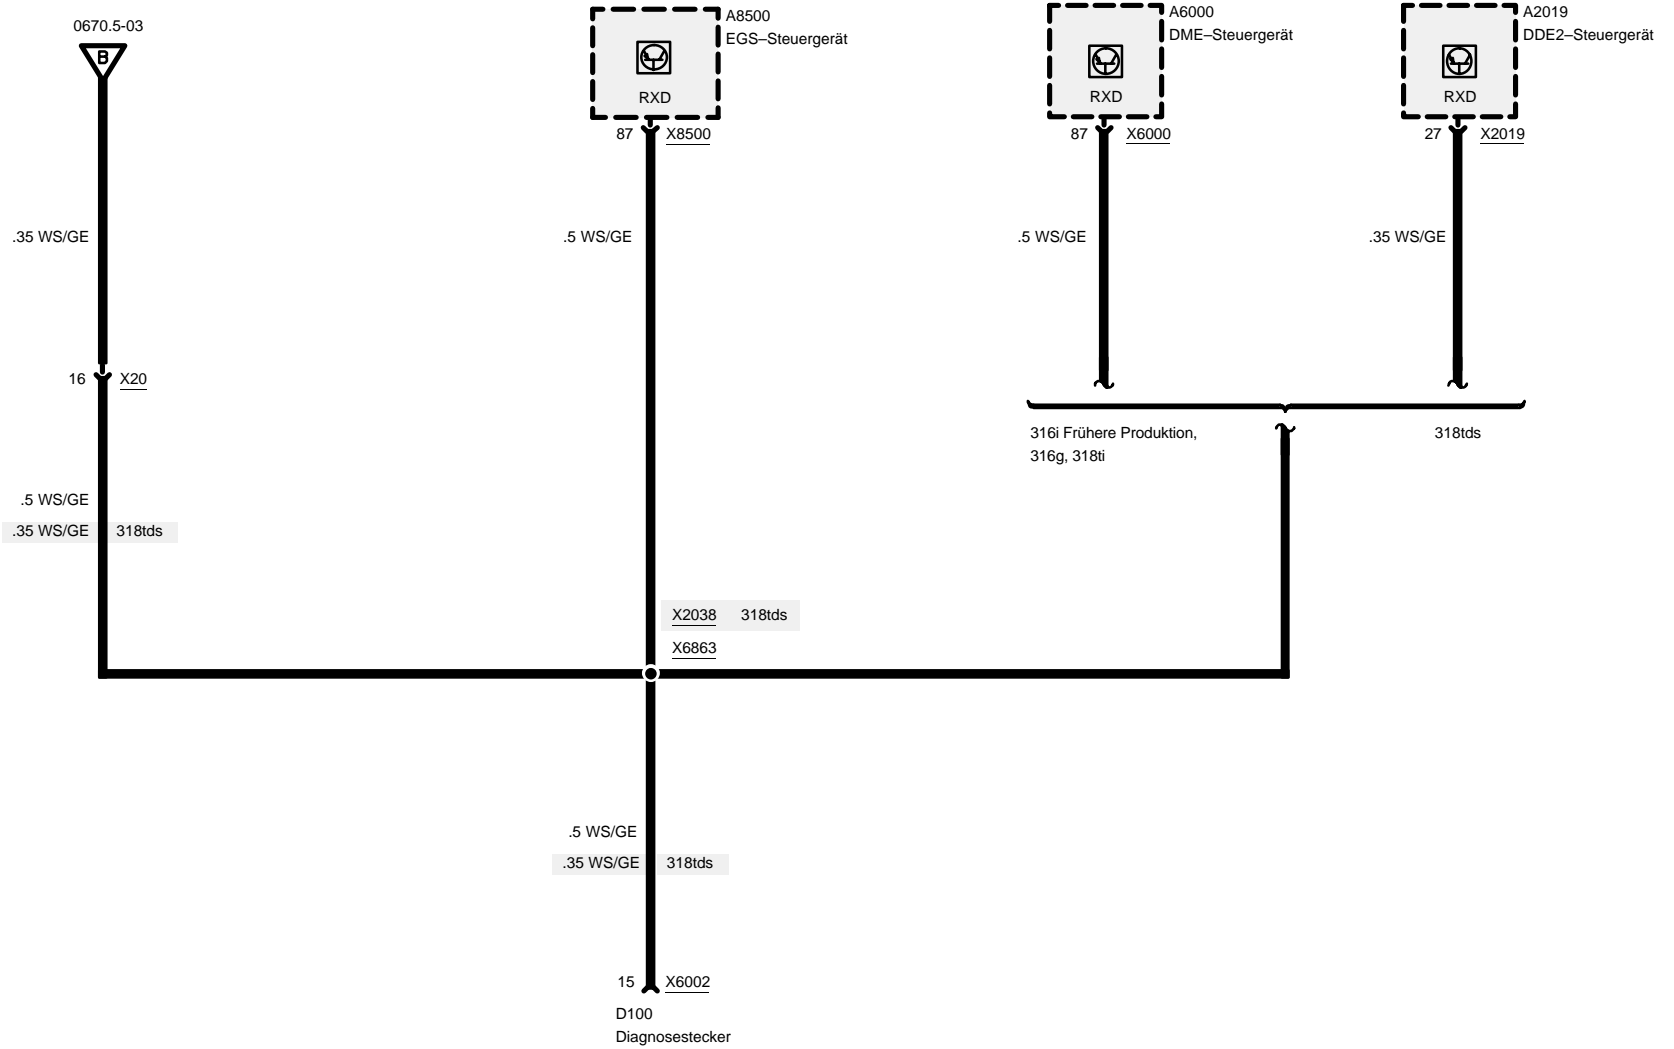 0670.5-03
B
A8500
EGS–Steuergerät
RXD
A6000
DME–Steuergerät
RXD
A2019
DDE2–Steuergerät
RXD
87 X8500
87 X6000
27 X2019
.35 WS/GE
.5 WS/GE
.5 WS/GE
.35 WS/GE
16 X20
316i Frühere Produktion,
316g, 318ti
318tds
.5 WS/GE
.35 WS/GE 318tds
X2038 318tds
X6863
.5 WS/GE
.35 WS/GE 318tds
15 X6002
D100
Diagnosestecker